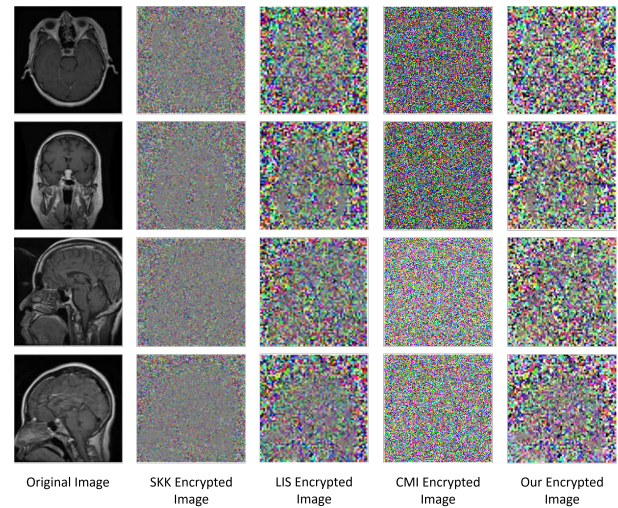 Original Image
SKK Encrypted
Image
LIS Encrypted
Image
CMI Encrypted
Image
Our Encrypted
Image